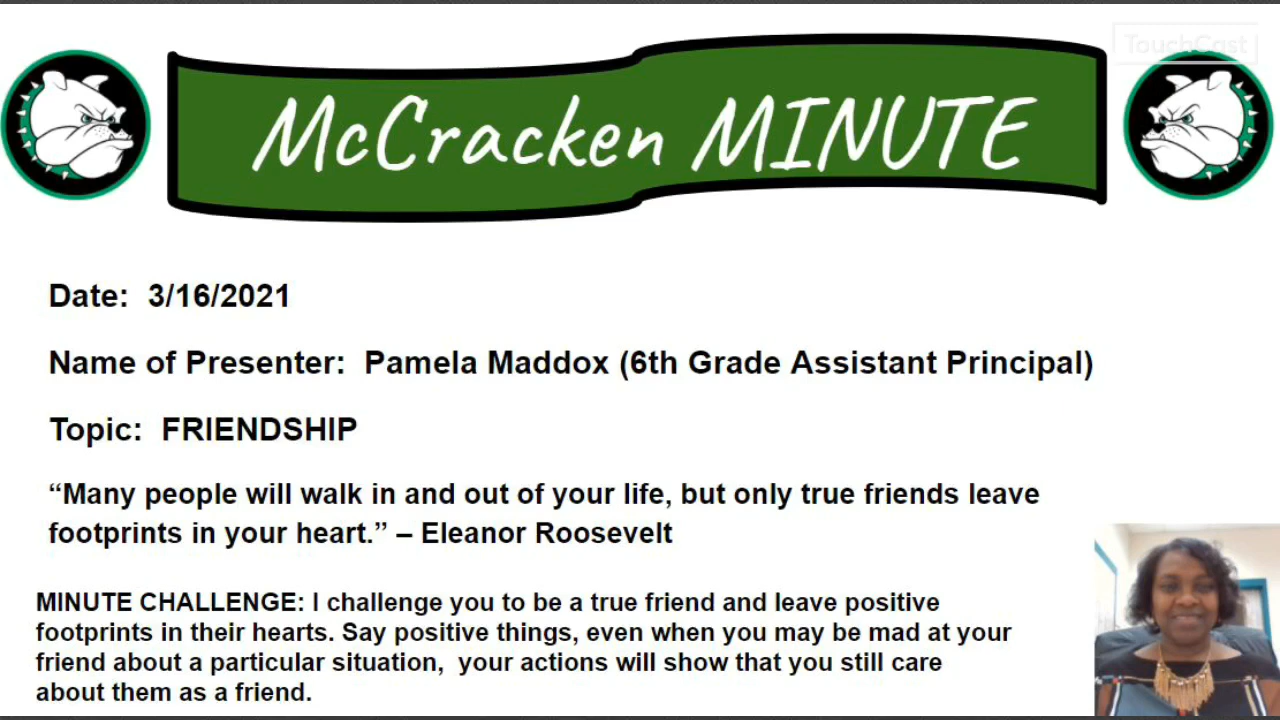 TouchCast
McCracken MINUTE
Date: 3/16/2021
Name of Presenter: Pamela Maddox (6th Grade Assistant Principal)
Topic: FRIENDSHIP
“Many people will walk in and out of your life, but only true friends leave
footprints in your heart.” – Eleanor Roosevelt
MINUTE CHALLENGE: I challenge you to be a true friend and leave positive
footprints in their hearts. Say positive things, even when you may be mad at your
friend about a particular situation, your actions will show that you still care
about them as a friend.